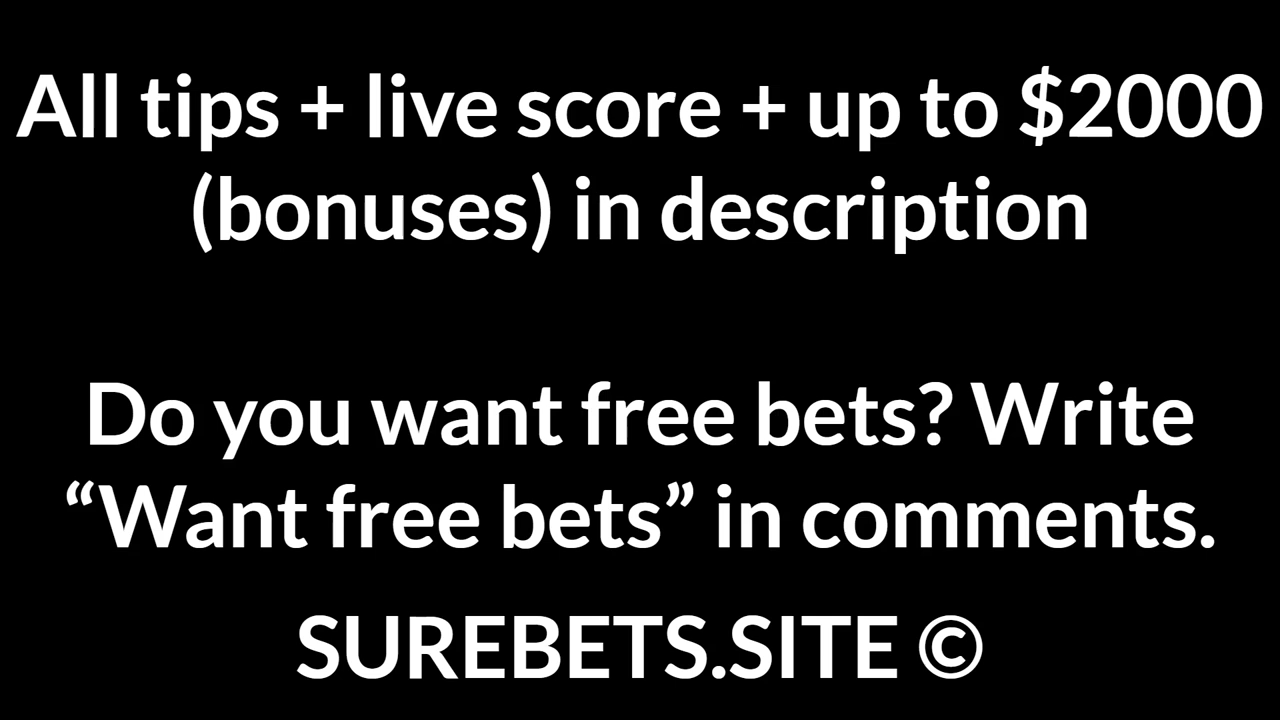 All tips + live score + up to $2000
(bonuses) in description
Do you want free bets? Write
“Want free bets” in comments.
SUREBETS.SITE ©